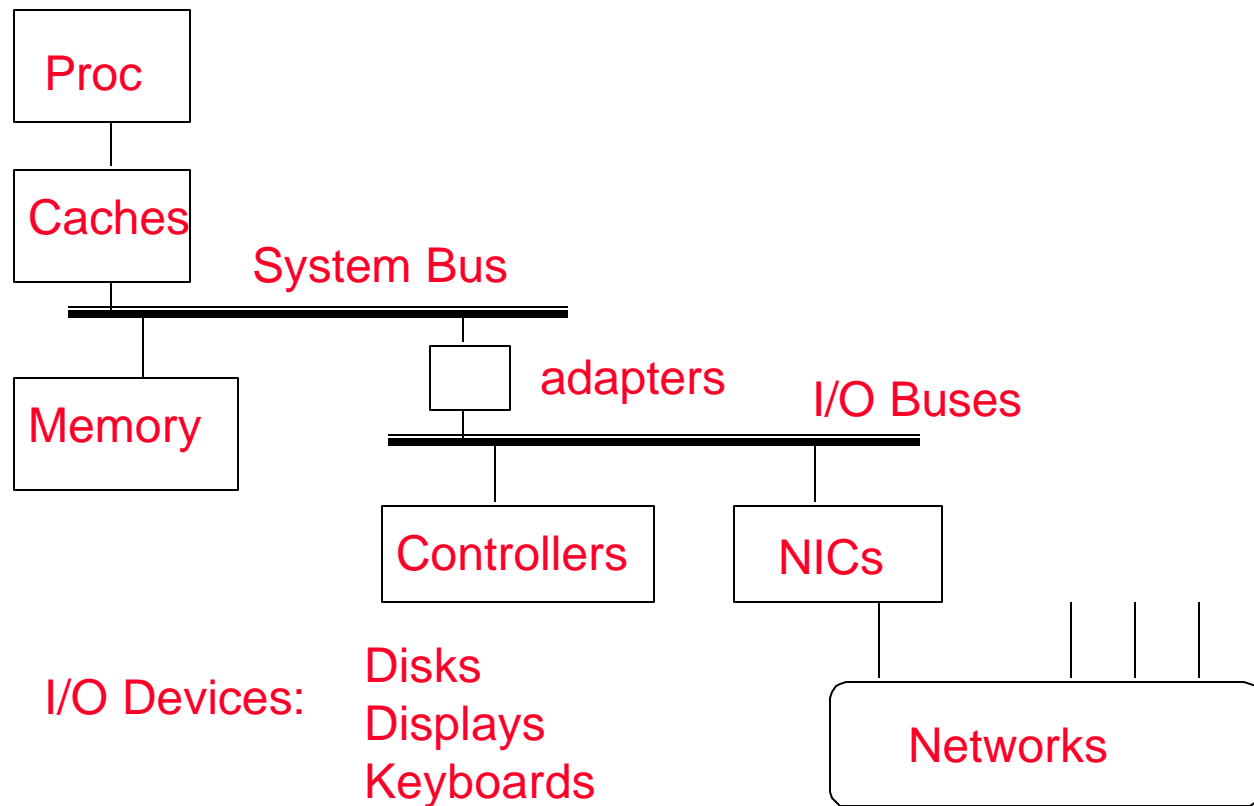 Proc
Caches
System Bus
adapters
I/O Buses
Memory
Controllers
NICs
I/O Devices:
Disks
Displays
Keyboards
Networks